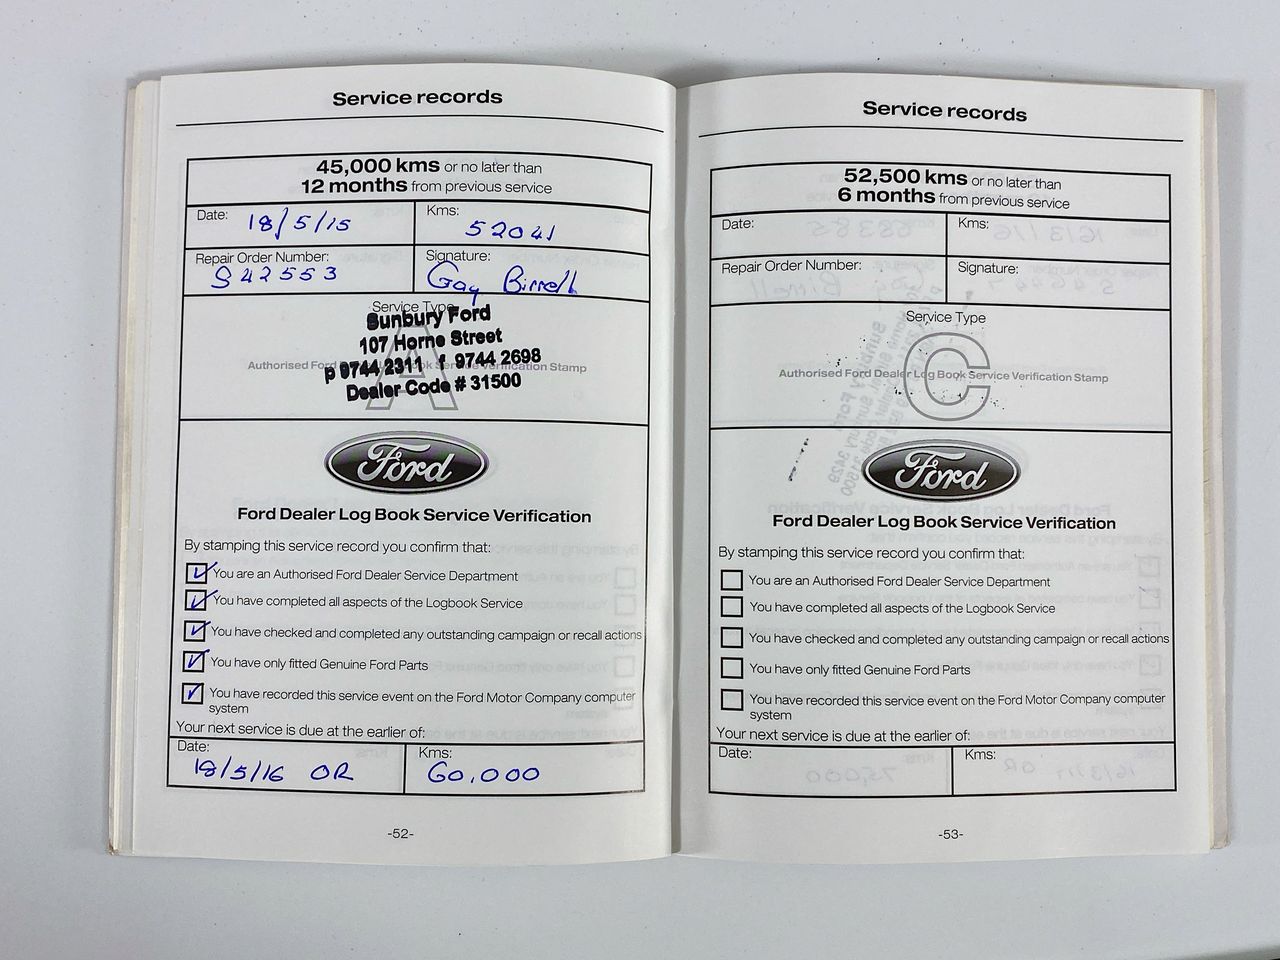 Service records
45,000 kms or no later than
12 months from previous service
Date: 18/5/15
Kms: 52041
Repair Order Number: S42553
Signature: Gay Birrell
Service Type
A
Sunbury Ford
107 Horne Street
p 9744 2311 f 9744 2698
Authorised Ford Dealer Log Book Service Verification Stamp
Dealer Code # 31500
Ford
Ford Dealer Log Book Service Verification
By stamping this service record you confirm that:
You are an Authorised Ford Dealer Service Department
You have completed all aspects of the Logbook Service
You have checked and completed any outstanding campaign or recall actions
You have only fitted Genuine Ford Parts
You have recorded this service event on the Ford Motor Company computer
system
Your next service is due at the earlier of:
Date: 18/5/16 OR
Kms: 60,000
-52-
Service records
52,500 kms or no later than
6 months from previous service
Date:
Kms:
Repair Order Number:
Signature:
Service Type
C
Authorised Ford Dealer Log Book Service Verification Stamp
Ford
Ford Dealer Log Book Service Verification
By stamping this service record you confirm that:
You are an Authorised Ford Dealer Service Department
You have completed all aspects of the Logbook Service
You have checked and completed any outstanding campaign or recall actions
You have only fitted Genuine Ford Parts
You have recorded this service event on the Ford Motor Company computer
system
Your next service is due at the earlier of:
Date:
Kms:
-53-